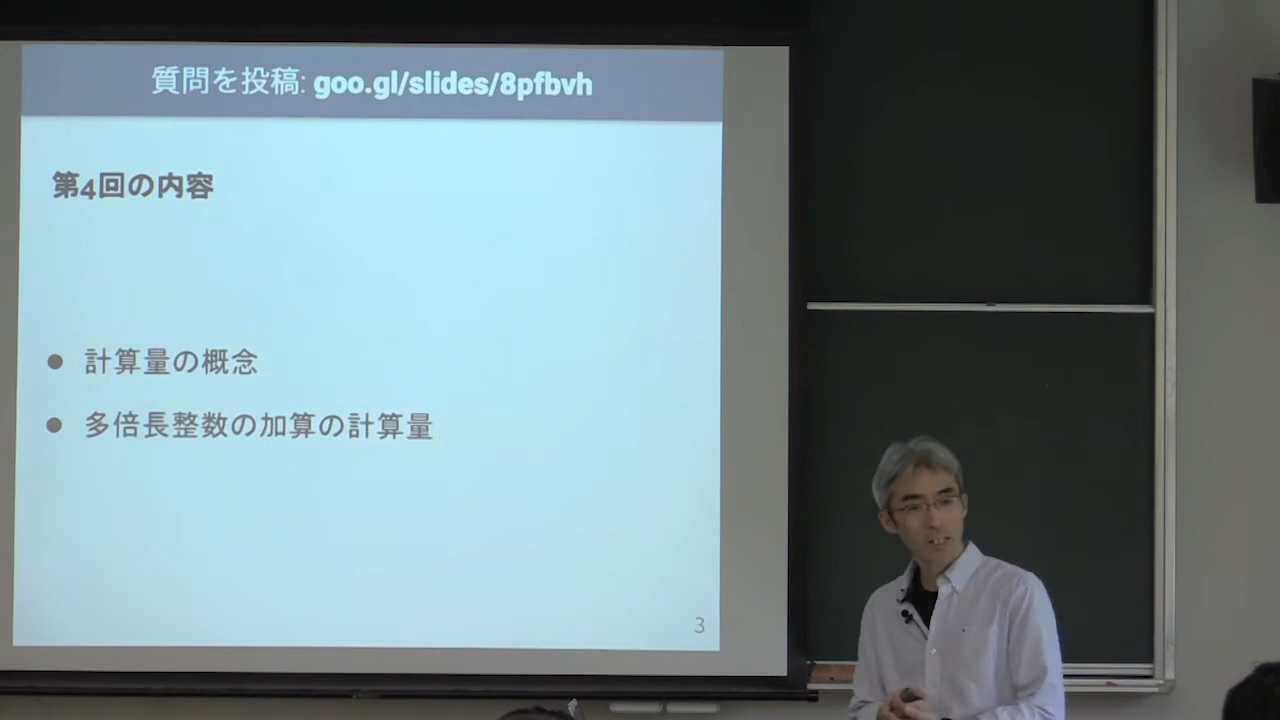 質問を投稿: goo.gl/slides/8pfbvh
第4回の内容
● 計算量の概念
● 多倍長整数の加算の計算量
3